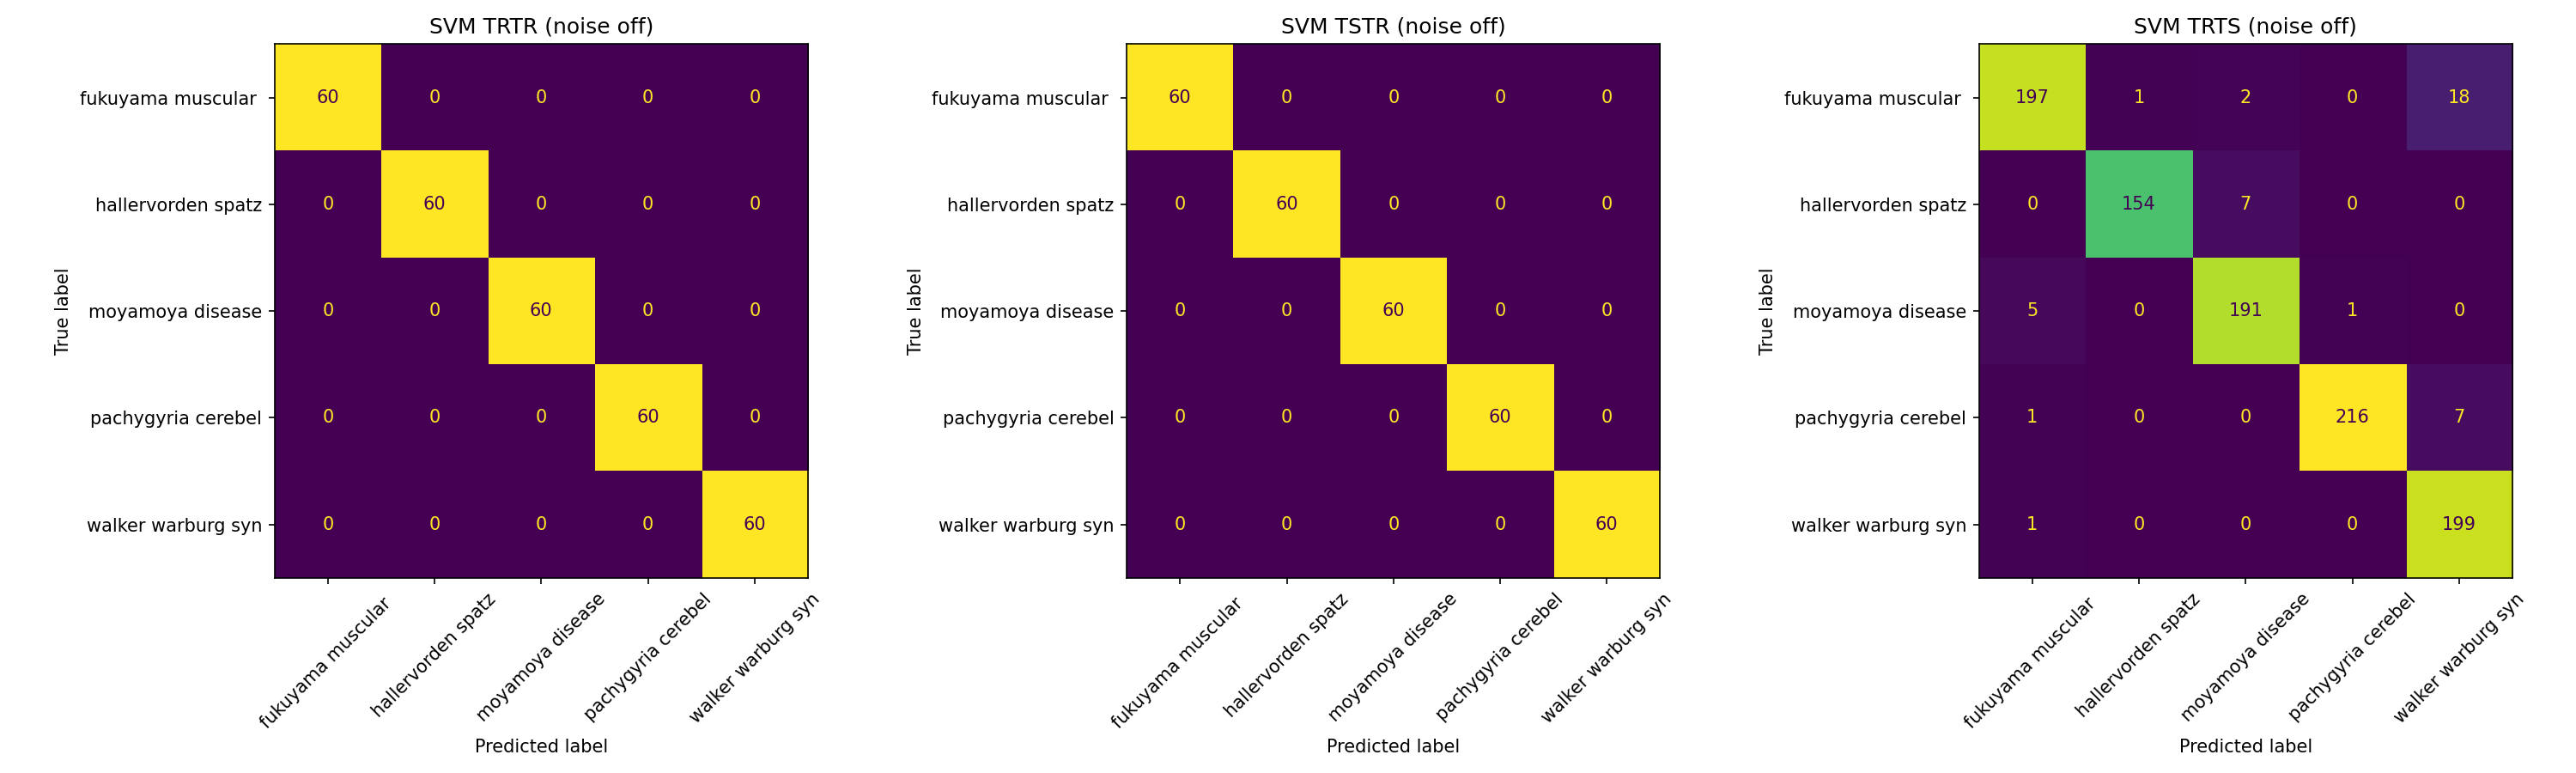 SVM TRTR (noise off)
True label
fukuyama muscular
60 0 0 0 0
hallervorden spatz
0 60 0 0 0
moyamoya disease
0 0 60 0 0
pachygyria cerebel
0 0 0 60 0
walker warburg syn
0 0 0 0 60
fukuyama muscular
hallervorden spatz
moyamoya disease
pachygyria cerebel
walker warburg syn
Predicted label
SVM TSTR (noise off)
True label
fukuyama muscular
60 0 0 0 0
hallervorden spatz
0 60 0 0 0
moyamoya disease
0 0 60 0 0
pachygyria cerebel
0 0 0 60 0
walker warburg syn
0 0 0 0 60
fukuyama muscular
hallervorden spatz
moyamoya disease
pachygyria cerebel
walker warburg syn
Predicted label
SVM TRTS (noise off)
True label
fukuyama muscular
197 1 2 0 18
hallervorden spatz
0 154 7 0 0
moyamoya disease
5 0 191 1 0
pachygyria cerebel
1 0 0 216 7
walker warburg syn
1 0 0 0 199
fukuyama muscular
hallervorden spatz
moyamoya disease
pachygyria cerebel
walker warburg syn
Predicted label